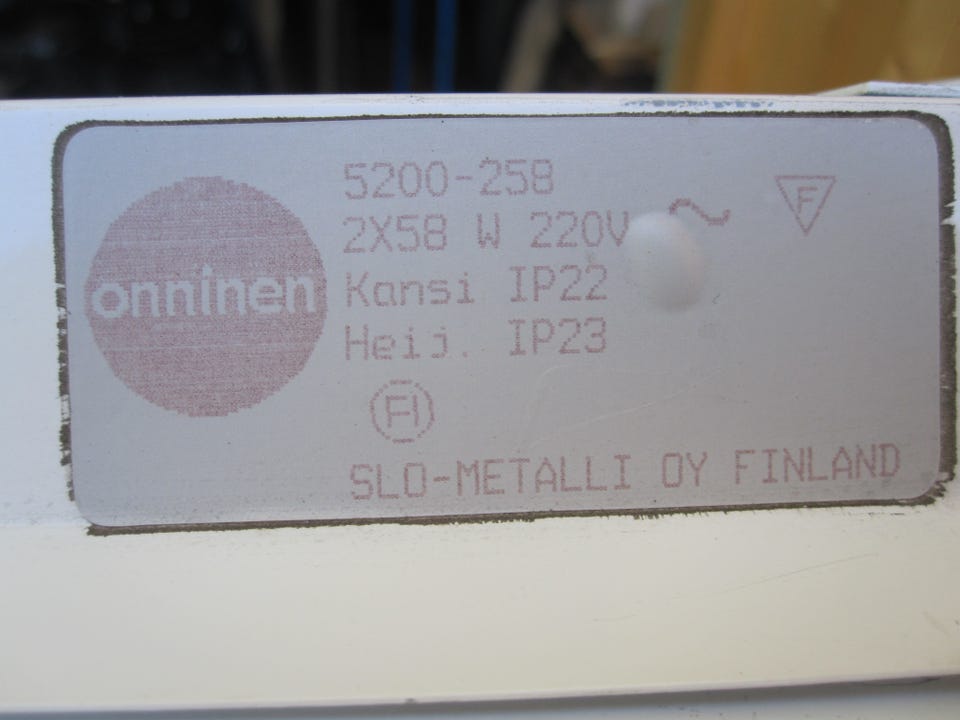 onninen
5200-258
2X58 W 220V ~
F
Kansi IP22
Heij. IP23
FI
SLO-METALLI OY FINLAND